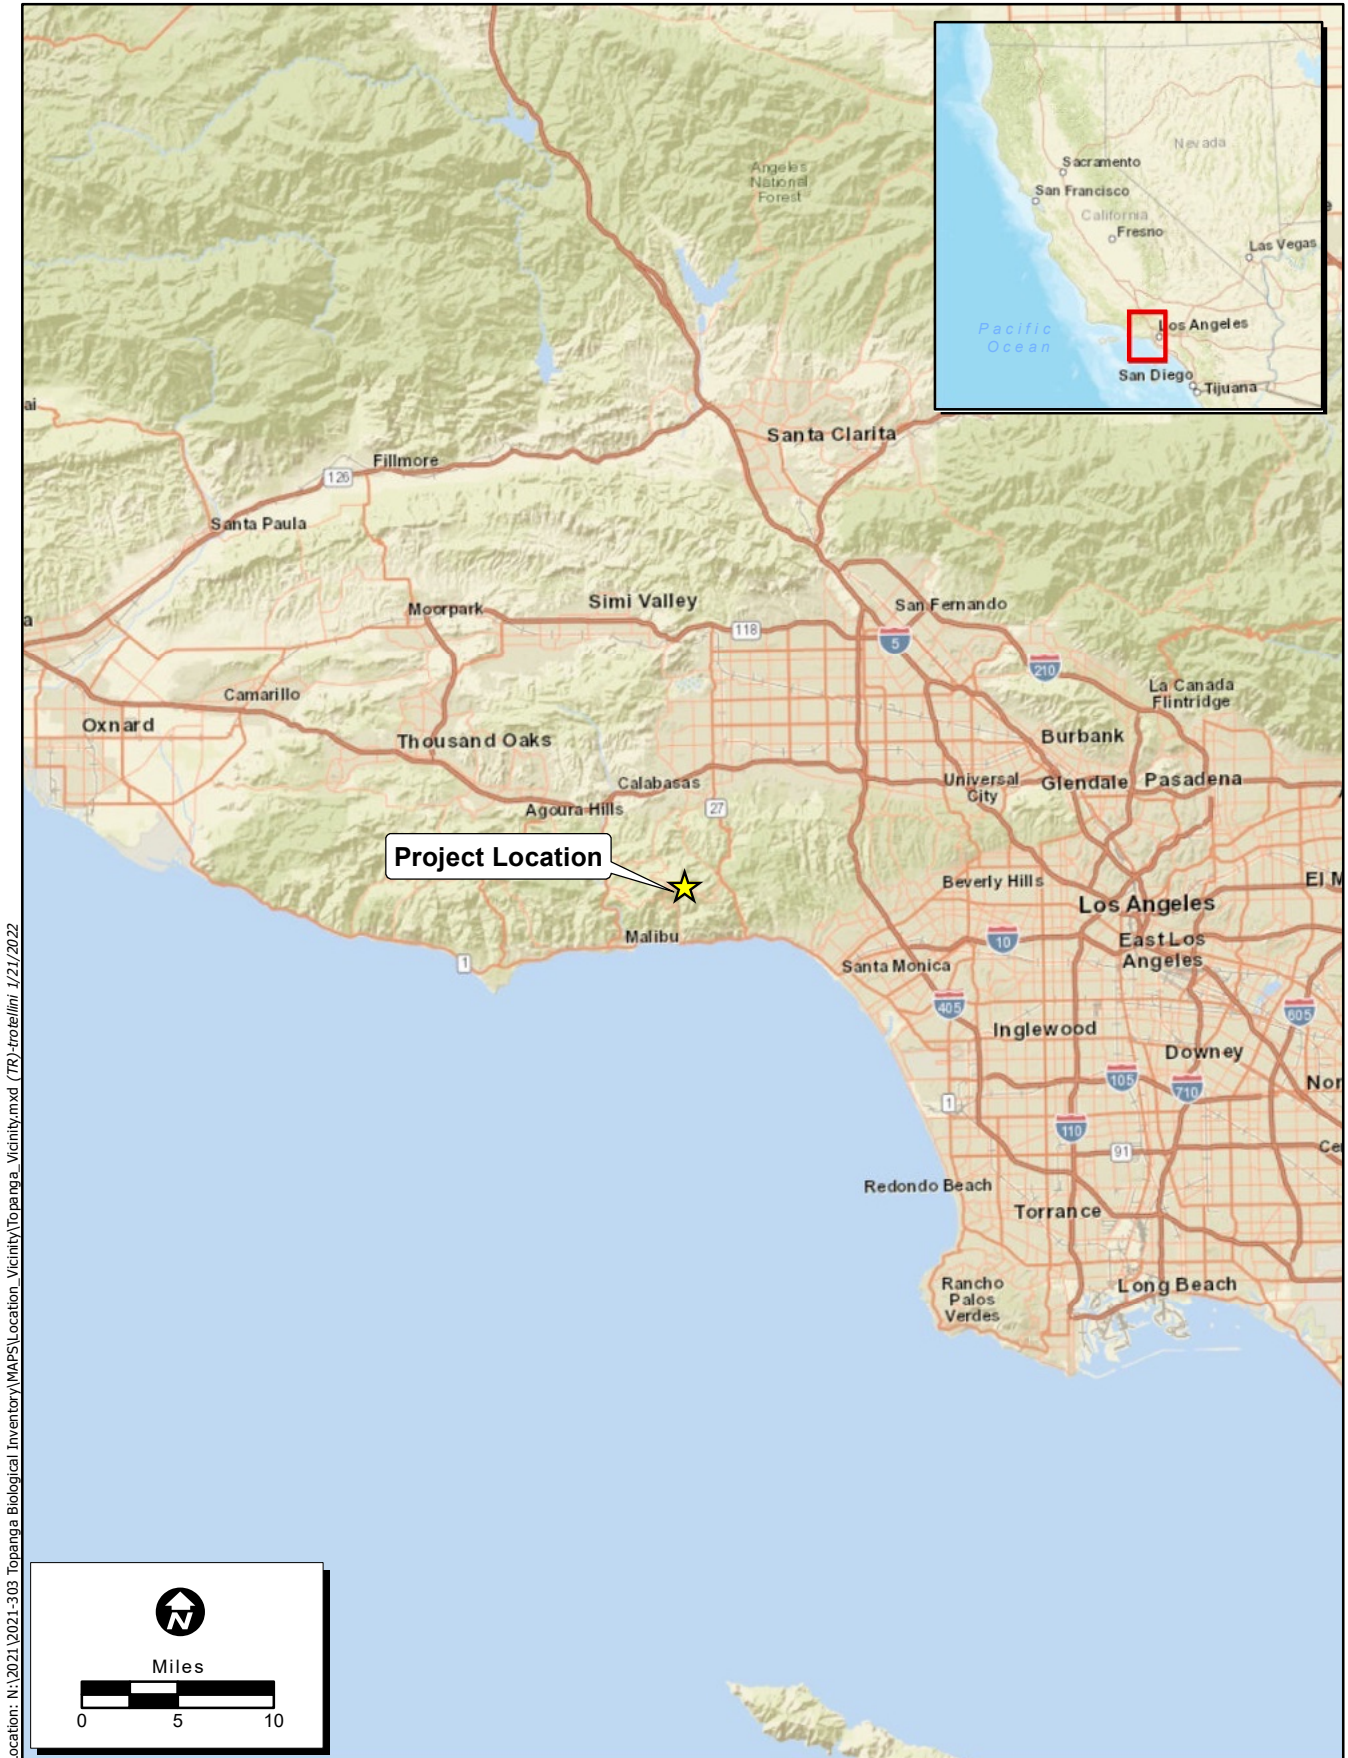 Angeles
National
Forest
Nevada
Sacramento
San Francisco
California
Fresno
Las Vegas
Pacific
Ocean
Los Angeles
San Diego
Tijuana
ai
Santa Clarita
Fillmore
126
Santa Paula
Moorpark
Simi Valley
San Fernando
a
118
5
210
La Canada
Flintridge
Camarillo
Oxnard
Thousand Oaks
Burbank
Calabasas
Universal
City
Glendale
Pasadena
Agoura Hills
27
Project Location
Beverly Hills
El M
Los Angeles
Malibu
10
East Los
Angeles
1
Santa Monica
405
605
Inglewood
Downey
105
710
Nor
1
110
91
Ce
Redondo Beach
Torrance
Rancho
Palos
Verdes
Long Beach
N
Miles
0 5 10
ocation: N:\2021\2021-303 Topanga Biological Inventory\MAPS\Location_Vicinity\Topanga_Vicinity.mxd (TR)-trotellini 1/21/2022